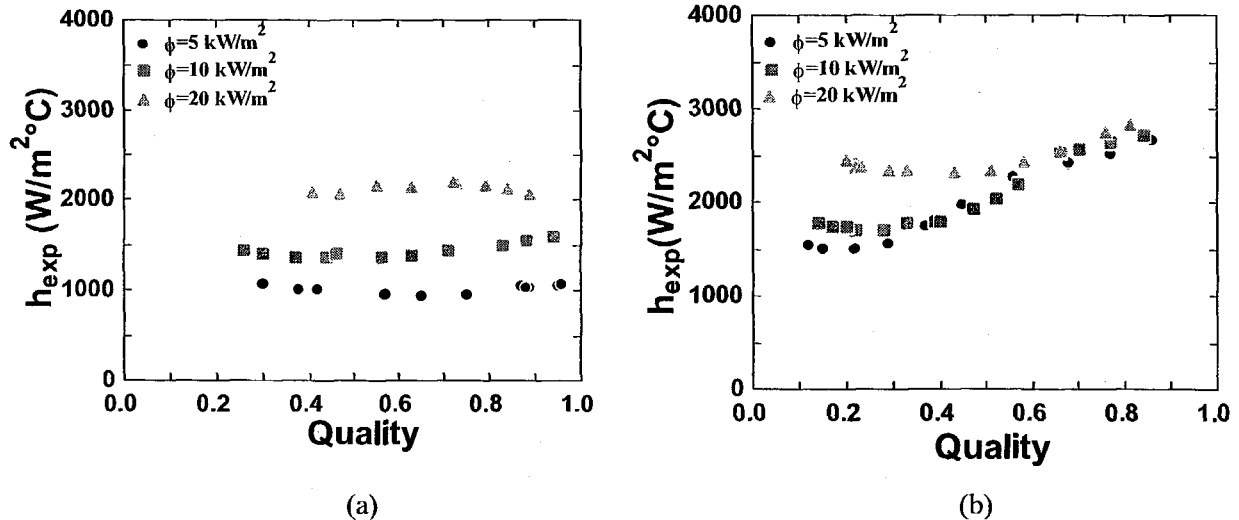 4000
3000
2000
1000
0
h_exp (W/m²°C)
ϕ=5 kW/m²
ϕ=10 kW/m²
ϕ=20 kW/m²
0.0 0.2 0.4 0.6 0.8 1.0
Quality
(a)
4000
3000
2000
1000
0
h_exp(W/m²°C)
ϕ=5 kW/m²
ϕ=10 kW/m²
ϕ=20 kW/m²
0.0 0.2 0.4 0.6 0.8 1.0
Quality
(b)